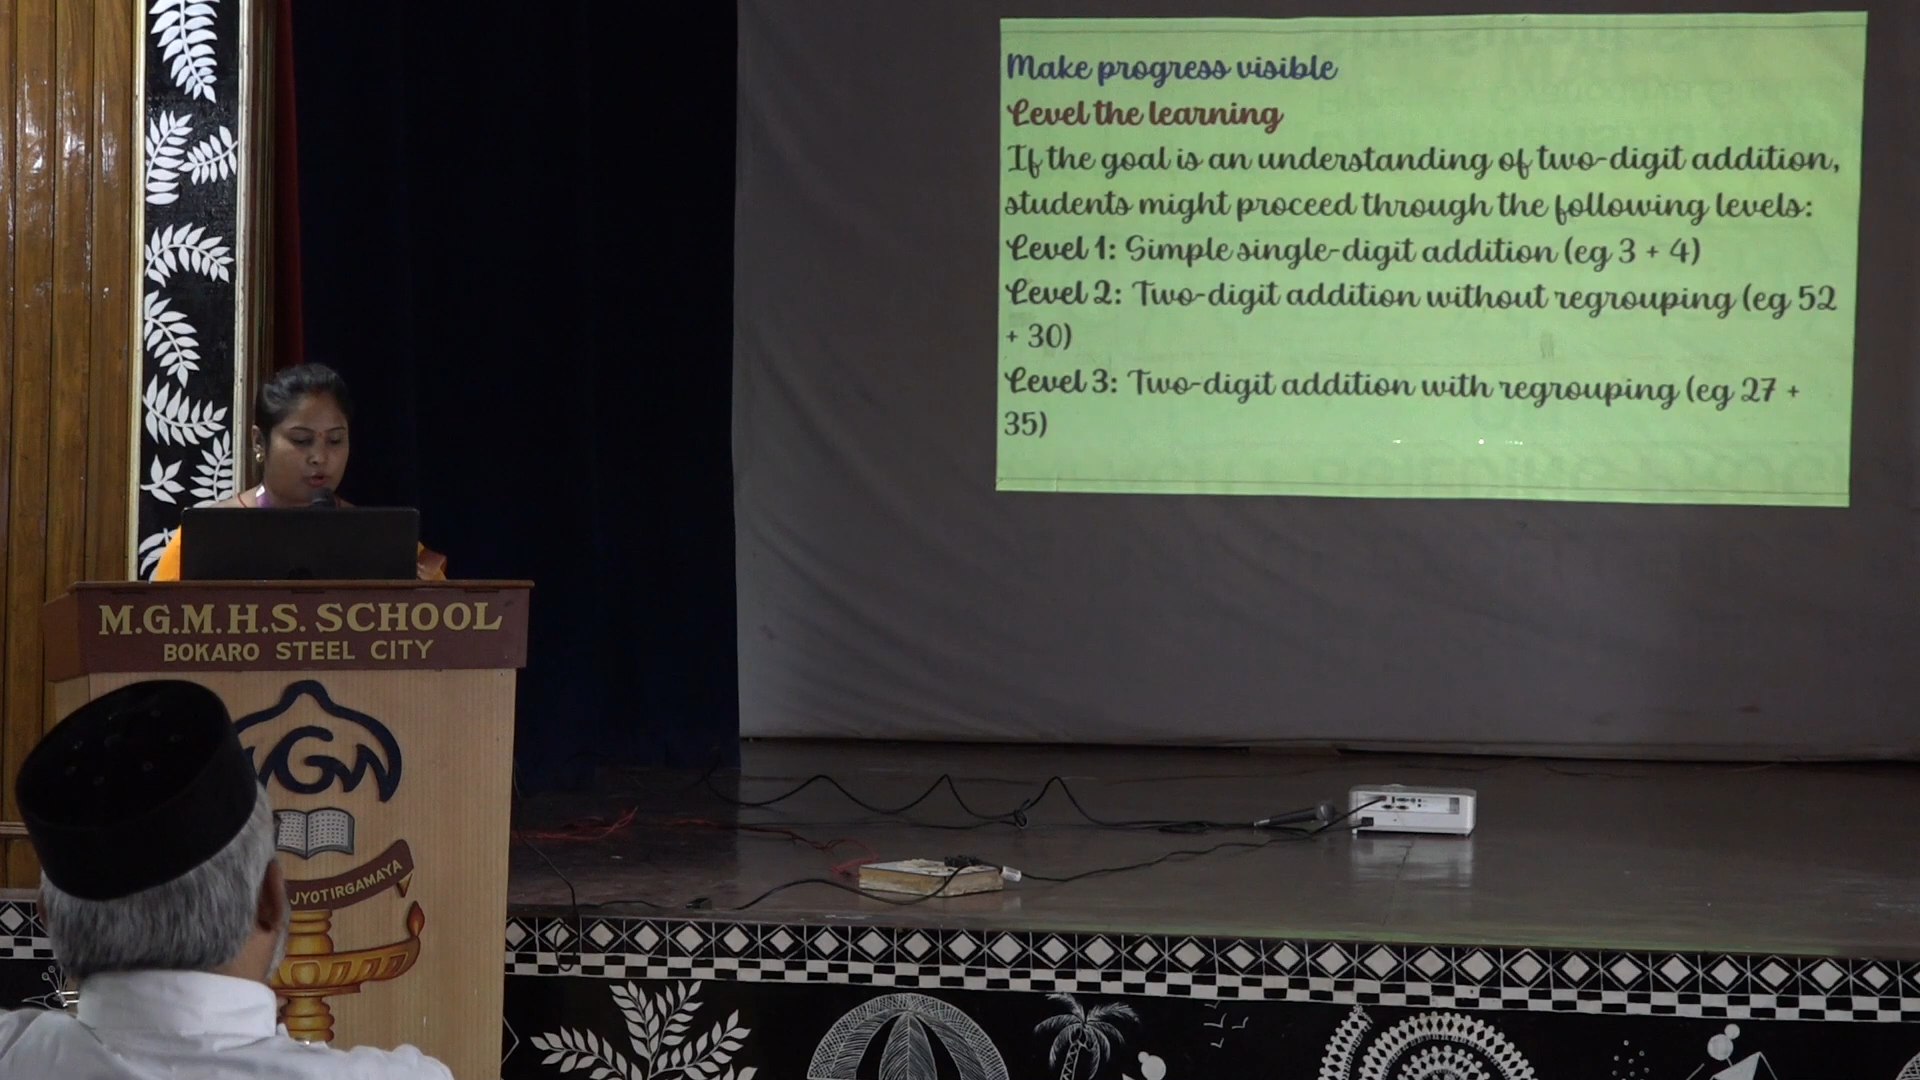 Make progress visible
Level the learning
If the goal is an understanding of two-digit addition,
students might proceed through the following levels:
Level 1: Simple single-digit addition (eg 3 + 4)
Level 2: Two-digit addition without regrouping (eg 52
+ 30)
Level 3: Two-digit addition with regrouping (eg 27 +
35)
M.G.M.H.S. SCHOOL
BOKARO STEEL CITY
MGM
JYOTIRGAMAYA